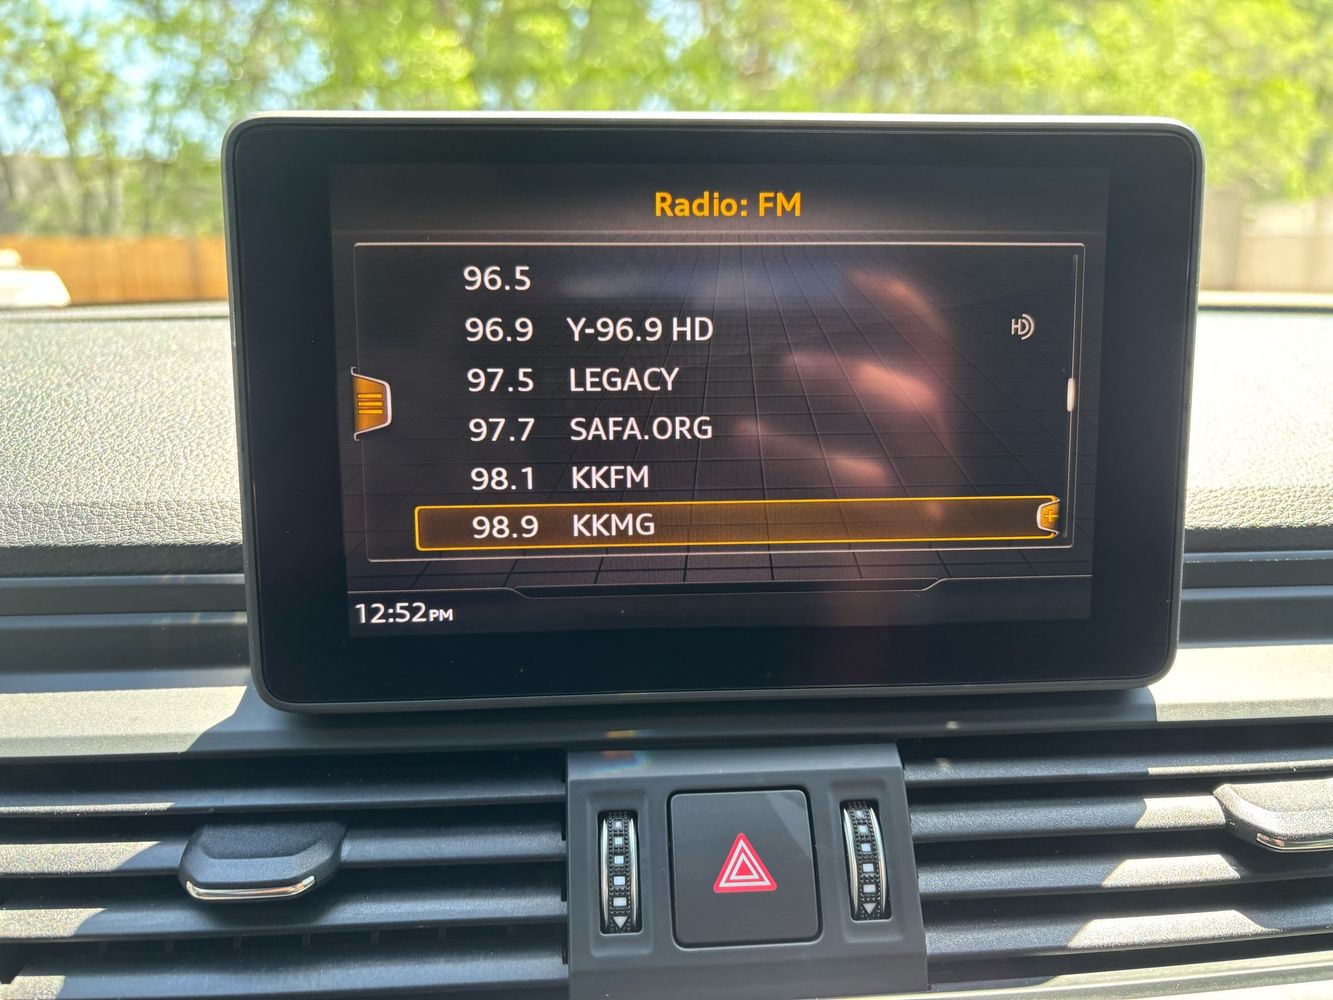 Radio: FM
96.5
96.9 Y-96.9 HD HD
97.5 LEGACY
97.7 SAFA.ORG
98.1 KKFM
98.9 KKMG
12:52PM